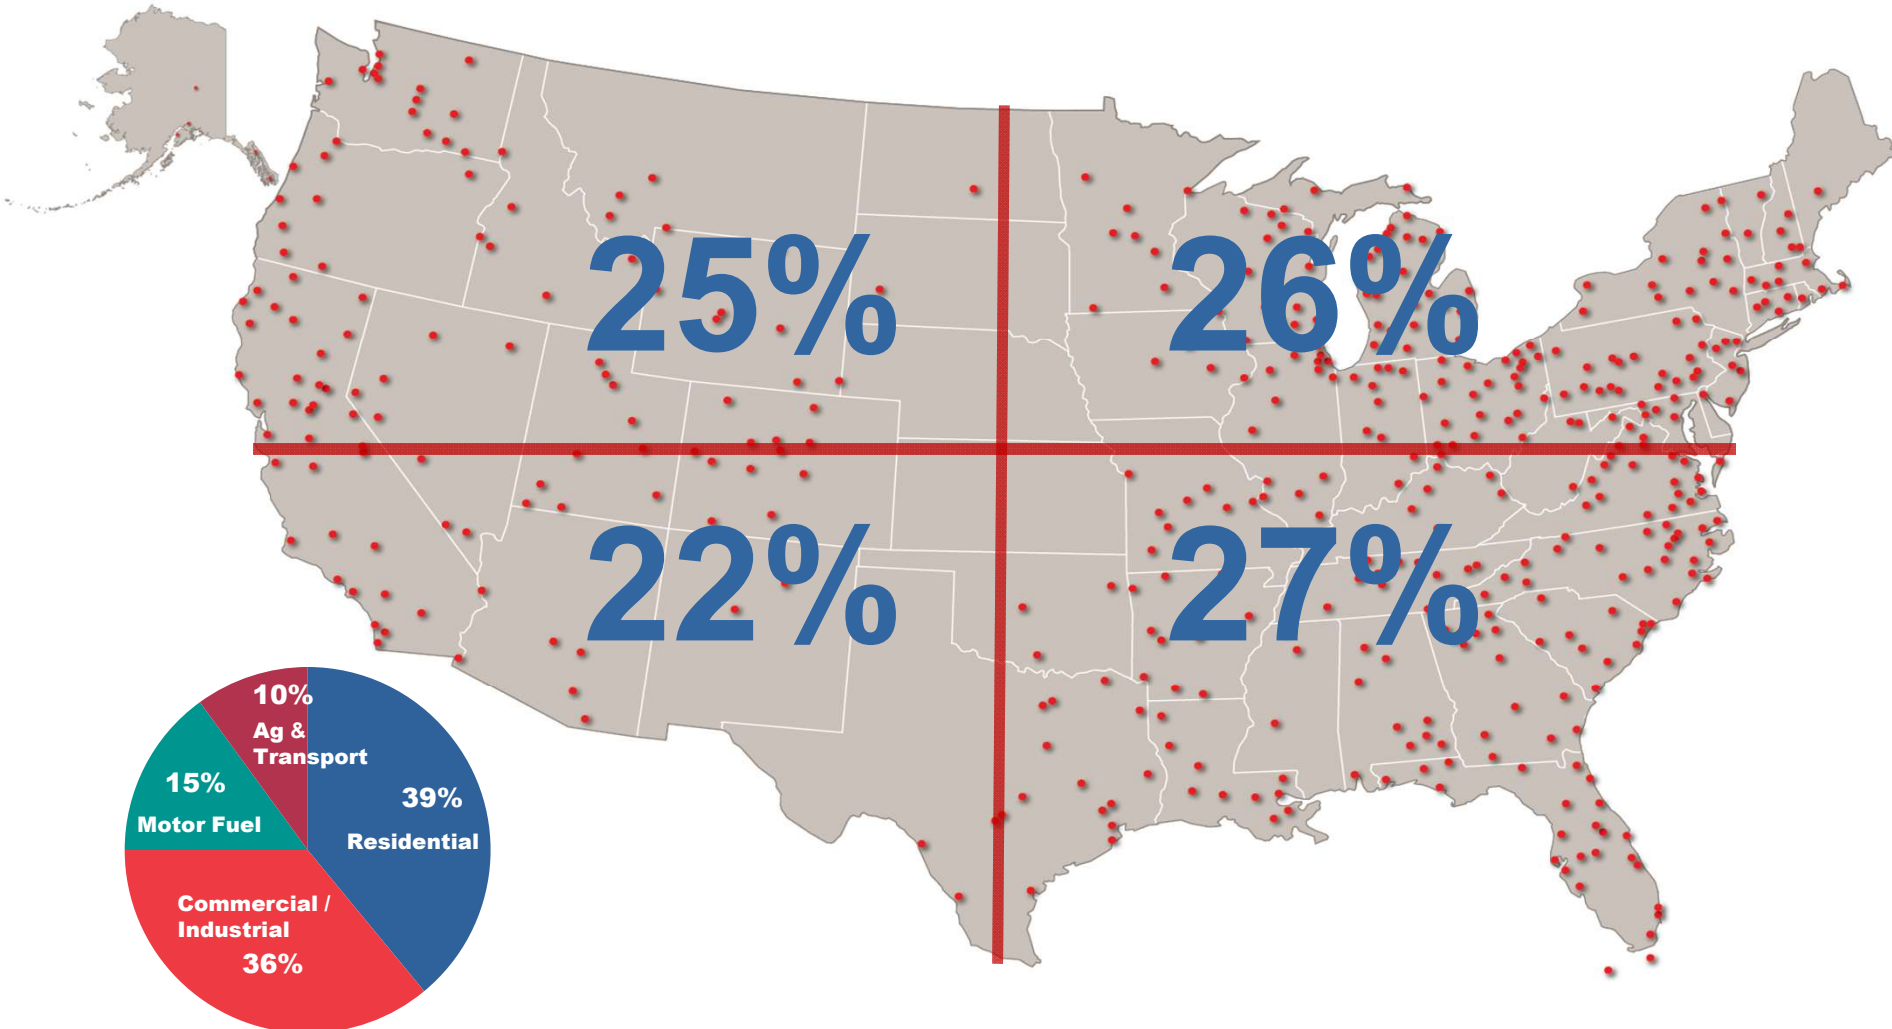 25%
26%
22%
27%
10%
Ag &
Transport
15%
Motor Fuel
39%
Residential
Commercial /
Industrial
36%